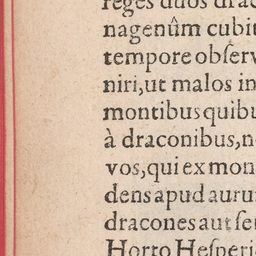 reges duos drac
nagenûm cubit
tempore obſerv
niri, ut malos in
montibus quibu
à draconibus, n
vos, qui ex mon
dens apud auru
dracones aut ſe
Horto Heſperi